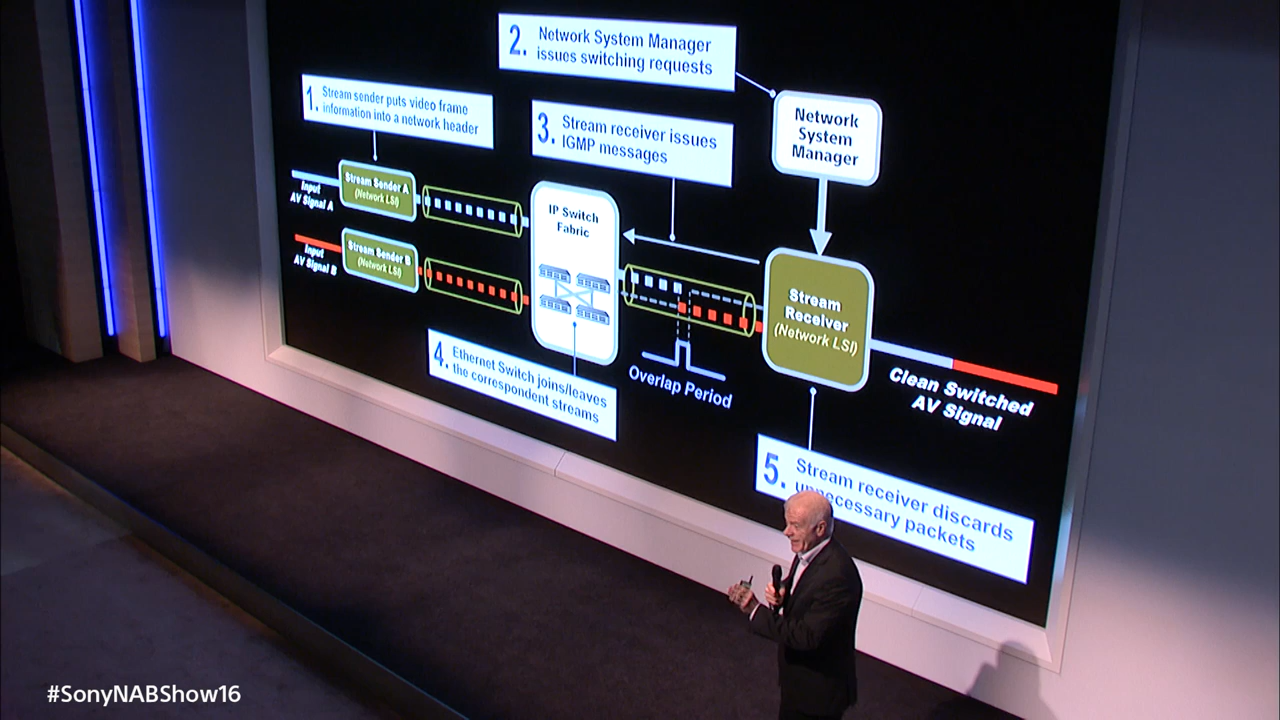 2. Network System Manager
issues switching requests
1. Stream sender puts video frame
information into a network header
3. Stream receiver issues
IGMP messages
Network
System
Manager
Input
AV Signal A
Stream Sender A
(Network LSI)
IP Switch
Fabric
Input
AV Signal B
Stream Sender B
(Network LSI)
Stream
Receiver
(Network LSI)
4. Ethernet Switch joins/leaves
the correspondent streams
Overlap Period
Clean Switched
AV Signal
5. Stream receiver discards
unnecessary packets
#SonyNABShow16